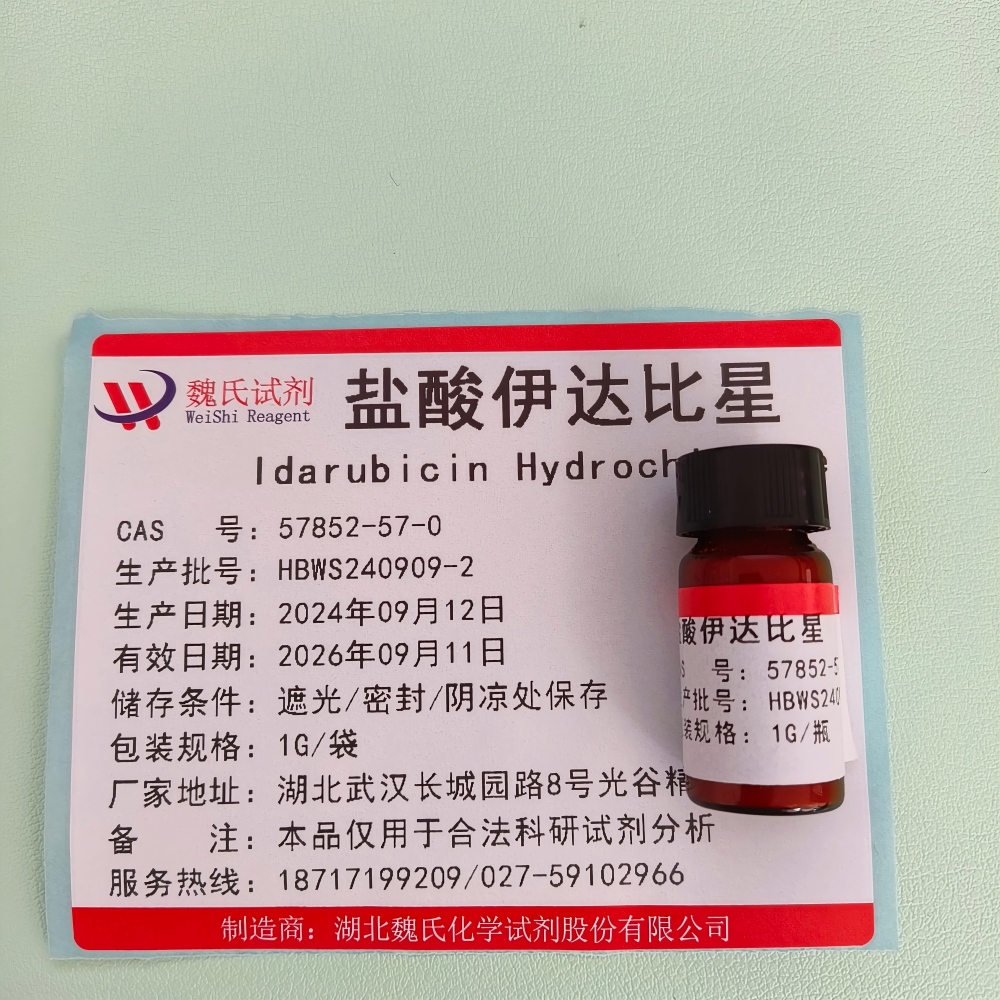 魏氏试剂
WeiShi Reagent
盐酸伊达比星
Idarubicin Hydroch
CAS 号: 57852-57-0
生产批号: HBWS240909-2
生产日期: 2024年09月12日
有效日期: 2026年09月11日
储存条件: 遮光/密封/阴凉处保存
包装规格: 1G/袋
厂家地址: 湖北武汉长城园路8号光谷精
备 注: 本品仅用于合法科研试剂分析
服务热线: 18717199209/027-59102966
制造商: 湖北魏氏化学试剂股份有限公司
酸伊达比星
S 号: 57852-5
产批号: HBWS240
装规格: 1G/瓶